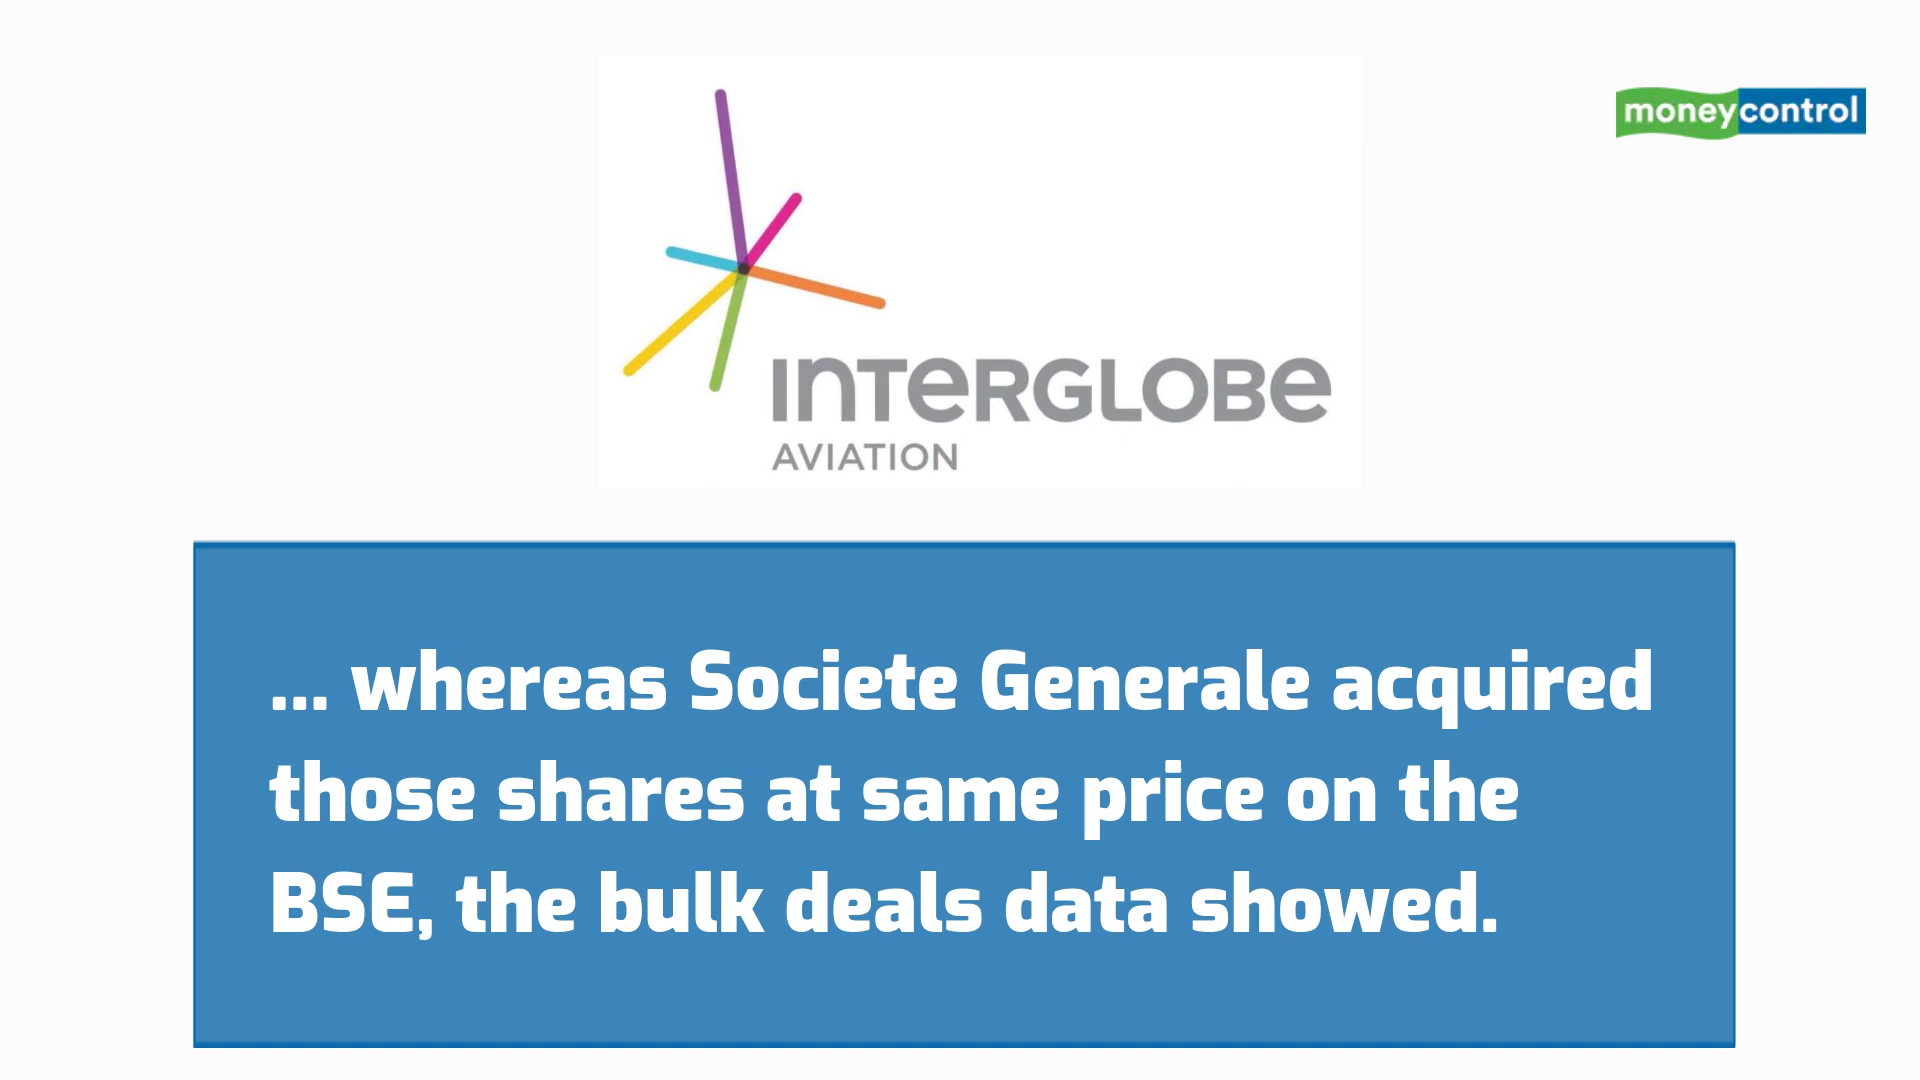 moneycontrol
INTERGLOBE
AVIATION
... whereas Societe Generale acquired
those shares at same price on the
BSE, the bulk deals data showed.